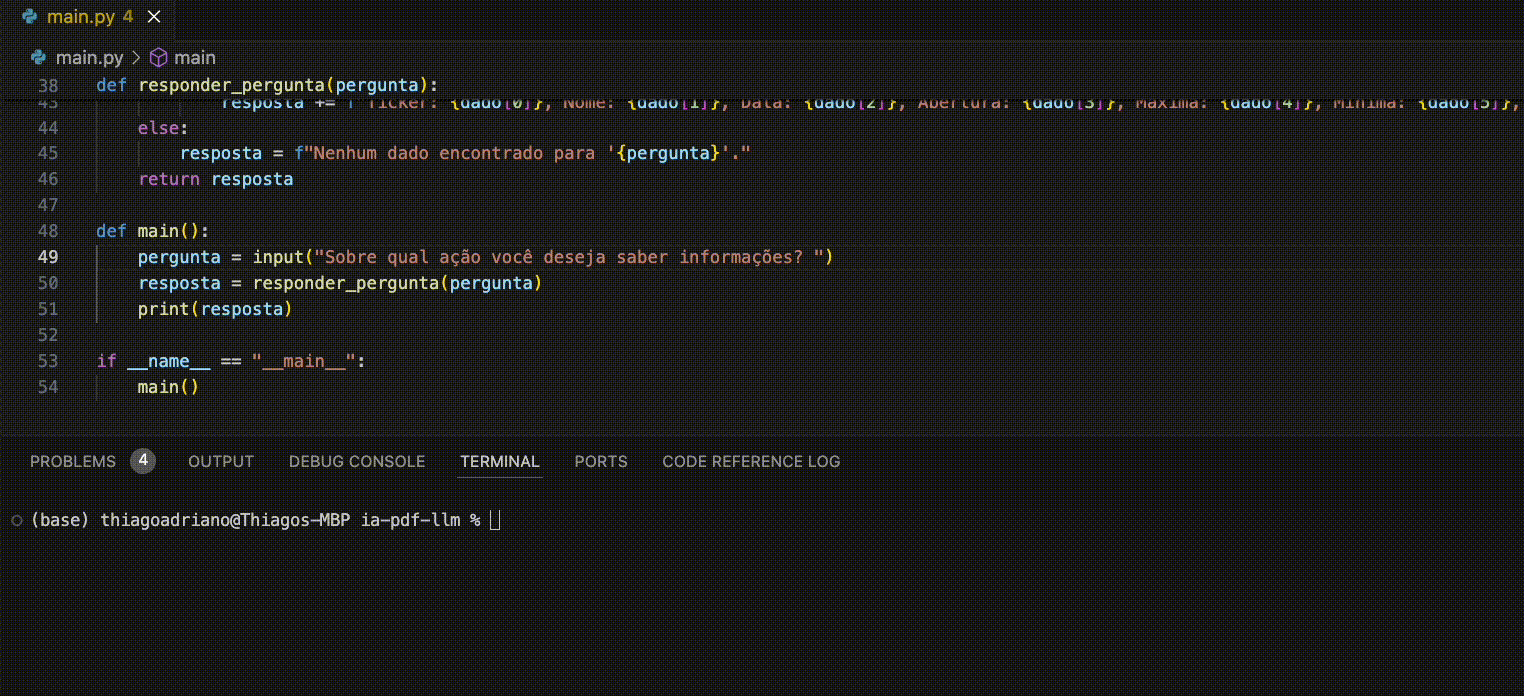 main.py 4
main.py > main
38 def responder_pergunta(pergunta):
43 resposta += f"Ticker: {dado[0]}, Nome: {dado[1]}, Data: {dado[2]}, Abertura: {dado[3]}, Máxima: {dado[4]}, Mínima: {dado[5]},
44 else:
45 resposta = f"Nenhum dado encontrado para '{pergunta}'."
46 return resposta
47
48 def main():
49 pergunta = input("Sobre qual ação você deseja saber informações? ")
50 resposta = responder_pergunta(pergunta)
51 print(resposta)
52
53 if __name__ == "__main__":
54 main()
PROBLEMS 4 OUTPUT DEBUG CONSOLE TERMINAL PORTS CODE REFERENCE LOG
(base) thiagoadriano@Thiagos-MBP ia-pdf-llm %